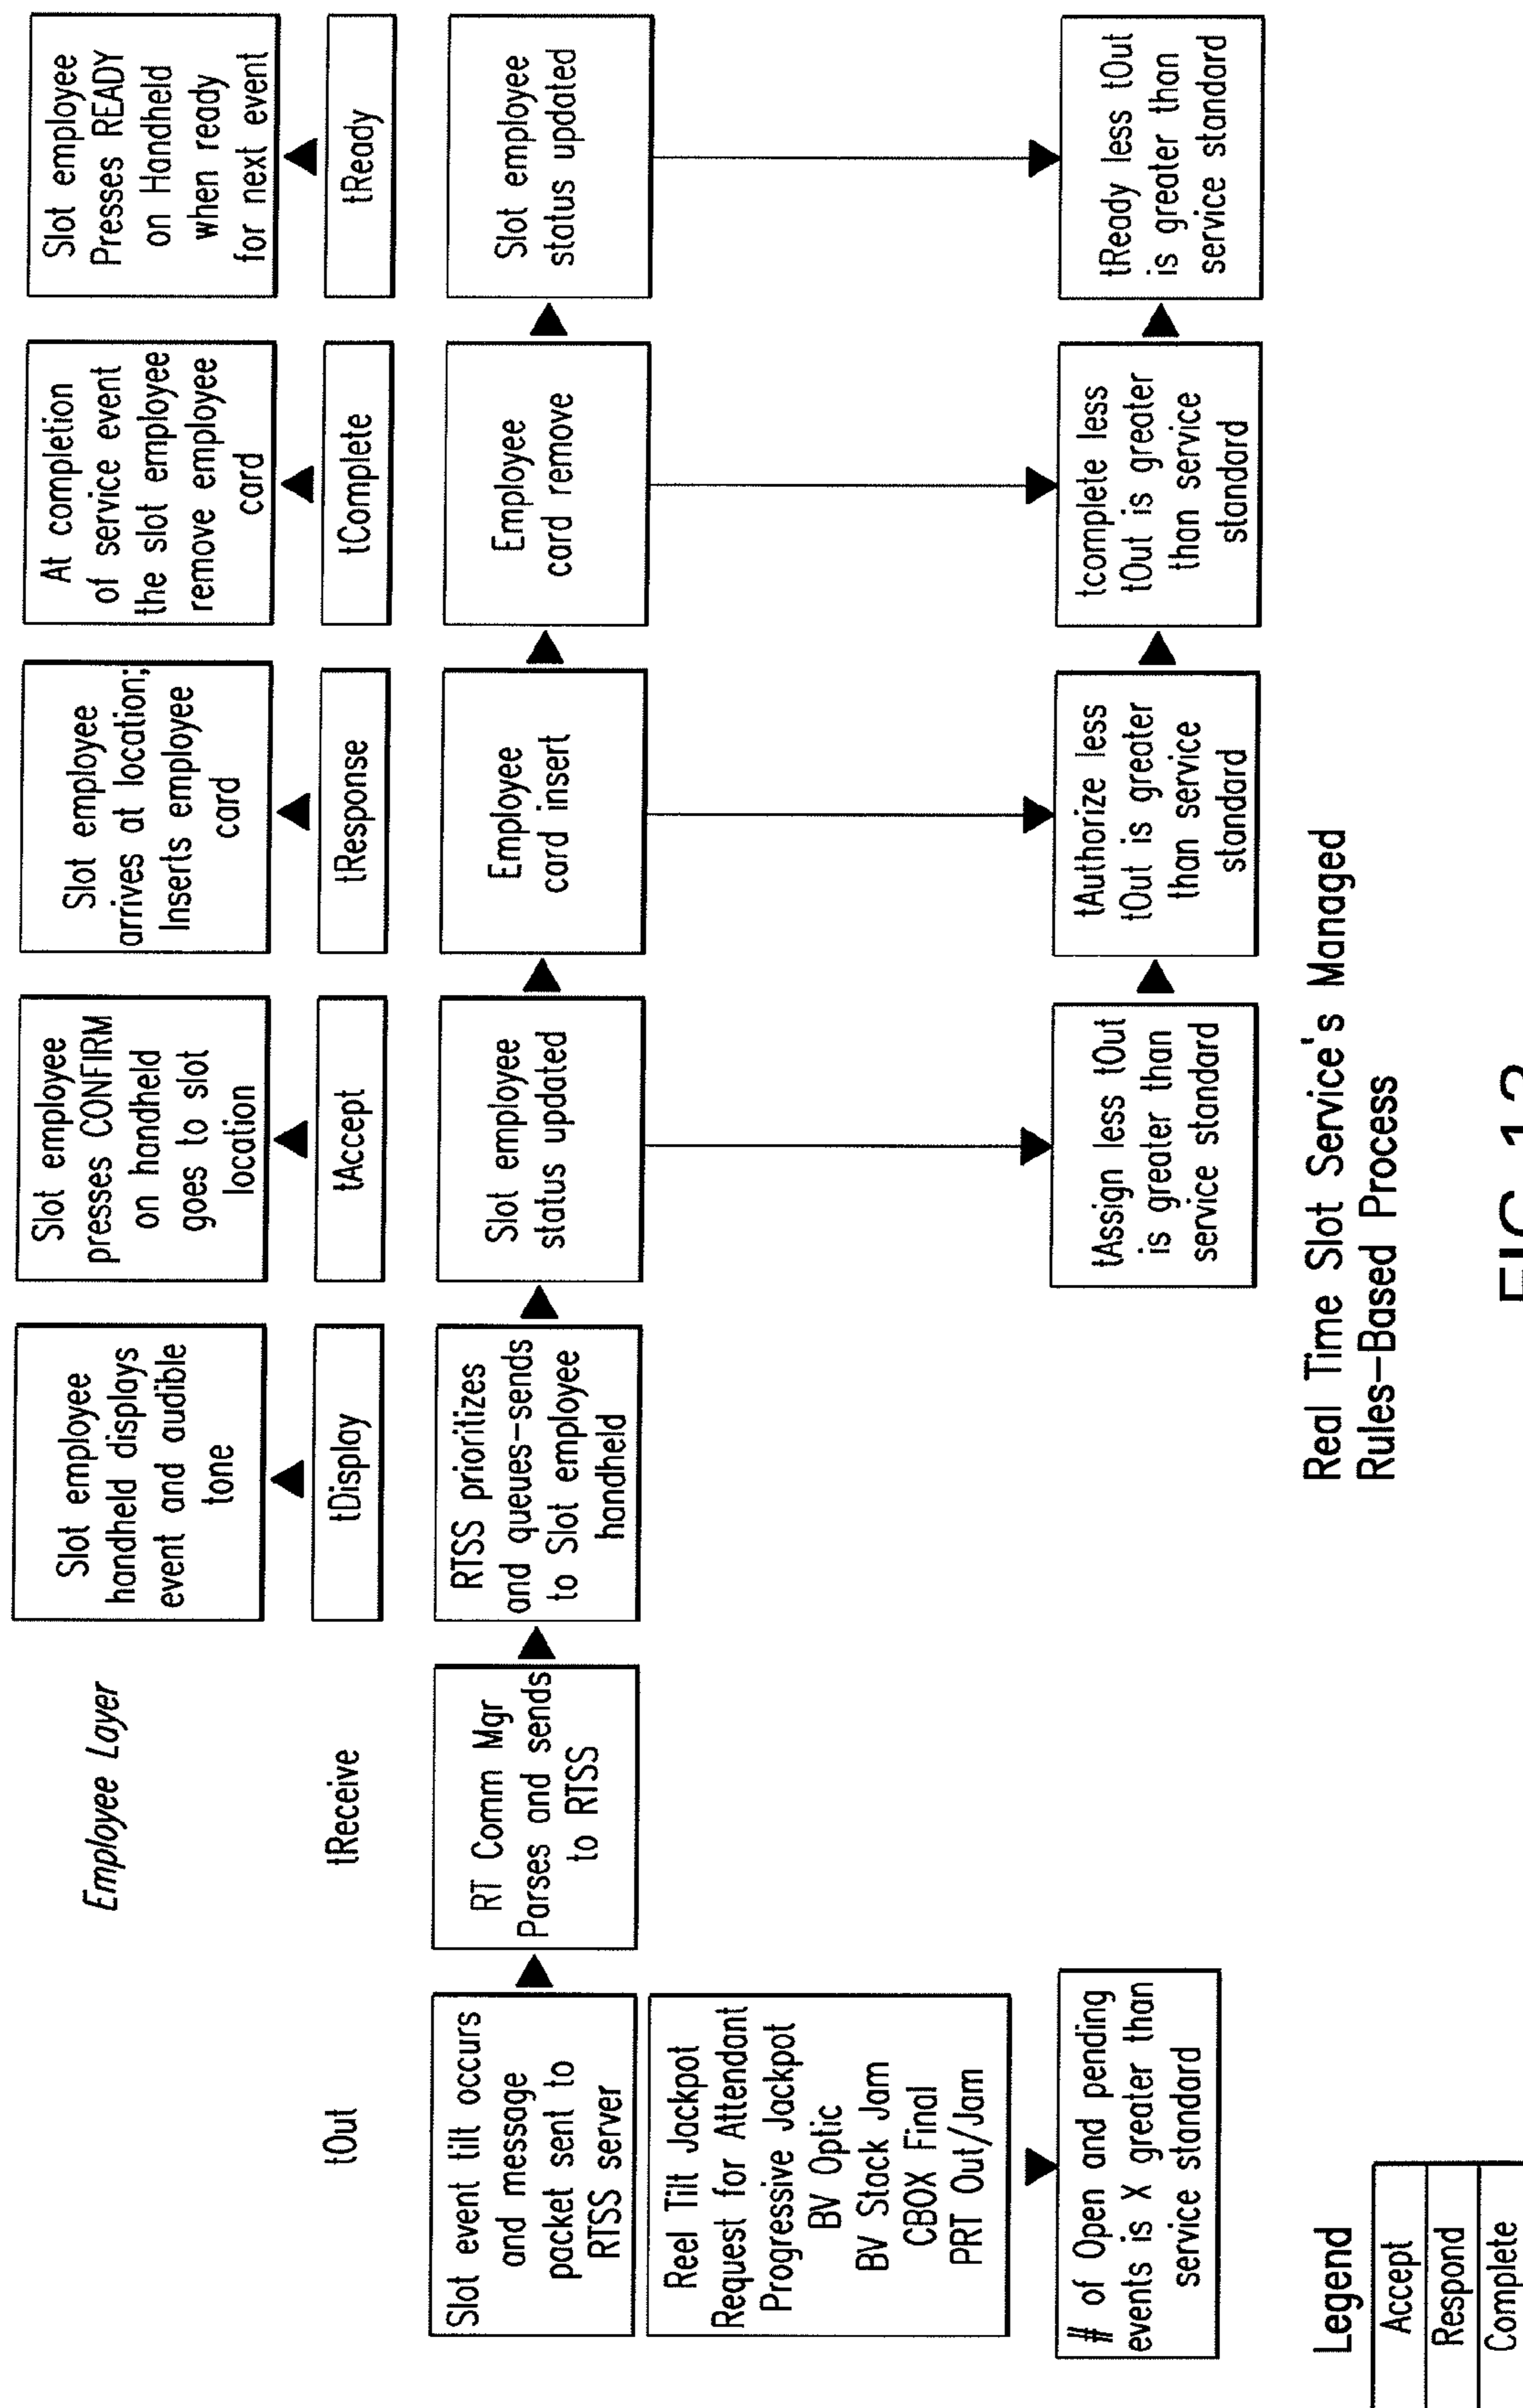 Employee Layer
Slot employee
handheld displays
event and audible
tone
Slot employee
presses CONFIRM
on handheld
goes to slot
location
Slot employee
arrives at location;
Inserts employee
card
At completion
of service event
the slot employee
remove employee
card
Slot employee
Presses READY
on Handheld
when ready
for next event
tOut
tReceive
tDisplay
tAccept
tResponse
tComplete
tReady
Slot event tilt occurs
and message
packet sent to
RTSS server
RT Comm Mgr
Parses and sends
to RTSS
RTSS prioritizes
and queues-sends
to Slot employee
handheld
Slot employee
status updated
Employee
card insert
Employee
card remove
Slot employee
status updated
Reel Tilt Jackpot
Request for Attendant
Progressive Jackpot
BV Optic
BV Stack Jam
CBOX Final
PRT Out/Jam
# of Open and pending
events is X greater than
service standard
tAssign less tOut
is greater than
service standard
tAuthorize less
tOut is greater
than service
standard
tcomplete less
tOut is greater
than service
standard
tReady less tOut
is greater than
service standard
Legend
Accept
Respond
Complete
Real Time Slot Service's Managed
Rules-Based Process